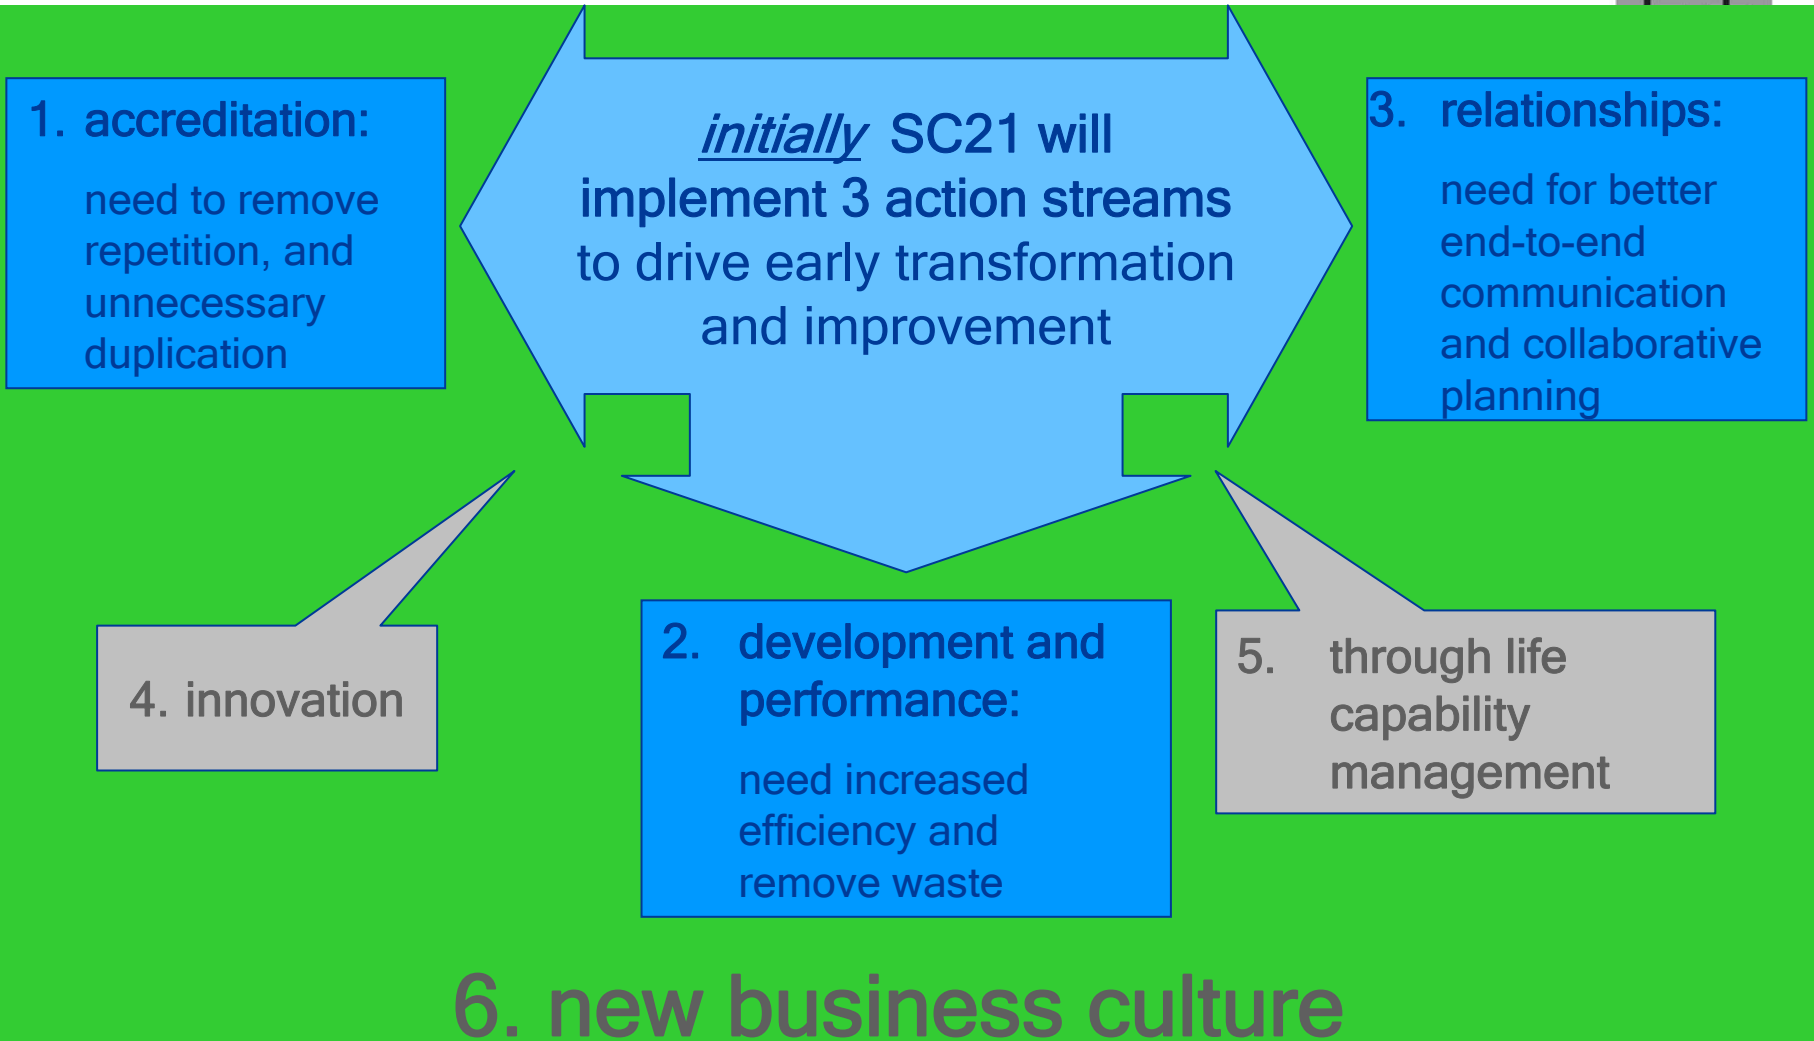 1. accreditation:
need to remove
repetition, and
unnecessary
duplication
initially SC21 will
implement 3 action streams
to drive early transformation
and improvement
3. relationships:
need for better
end-to-end
communication
and collaborative
planning
4. innovation
2. development and
performance:
need increased
efficiency and
remove waste
5. through life
capability
management
6. new business culture